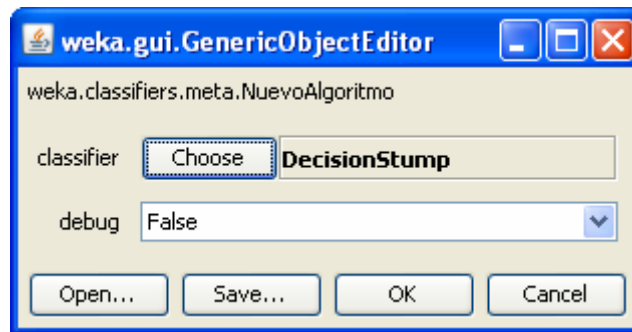 weka.gui.GenericObjectEditor
weka.classifiers.meta.NuevoAlgoritmo
classifier Choose DecisionStump
debug False
Open... Save... OK Cancel